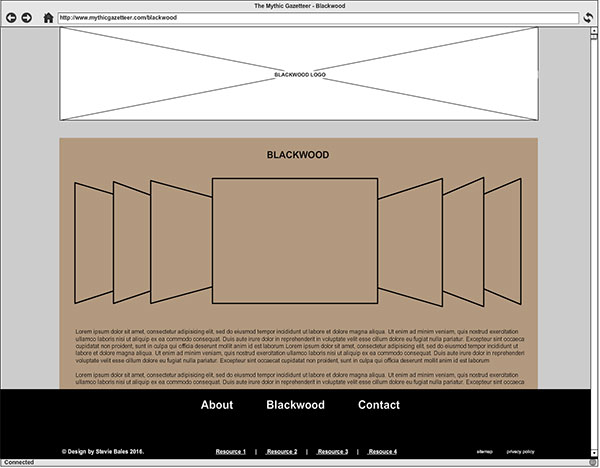 The Mythic Gazetteer - Blackwood
http://www.mythicgazetteer.com/blackwood
BLACKWOOD LOGO
BLACKWOOD
Lorem ipsum dolor sit amet, consectetur adipisicing elit, sed do eiusmod tempor incididunt ut labore et dolore magna aliqua. Ut enim ad minim veniam, quis nostrud exercitation
ullamco laboris nisi ut aliquip ex ea commodo consequat. Duis aute irure dolor in reprehenderit in voluptate velit esse cillum dolore eu fugiat nulla pariatur. Excepteur sint occaeca
cupidatat non proident, sunt in culpa qui officia deserunt mollit anim id est laborum.Lorem ipsum dolor sit amet, consectetur adipisicing elit, sed do eiusmod tempor incididunt ut
labore et dolore magna aliqua. Ut enim ad minim veniam, quis nostrud exercitation ullamco laboris nisi ut aliquip ex ea commodo consequat. Duis aute irure dolor in reprehenderi
voluptate velit esse cillum dolore eu fugiat nulla pariatur. Excepteur sint occaecat cupidatat non proident, sunt in culpa qui officia deserunt mollit anim id est laborum
Lorem ipsum dolor sit amet, consectetur adipisicing elit, sed do eiusmod tempor incididunt ut labore et dolore magna aliqua. Ut enim ad minim veniam, quis nostrud exercitation
ullamco laboris nisi ut aliquip ex ea commodo consequat. Duis aute irure dolor in reprehenderit in voluptate velit esse cillum dolore eu fugiat nulla pariatur. Excepteur sint occaeca
About Blackwood Contact
© Design by Stevie Bales 2016. Resource 1 | Resource 2 | Resource 3 | Resource 4 sitemap privacy policy
Connected